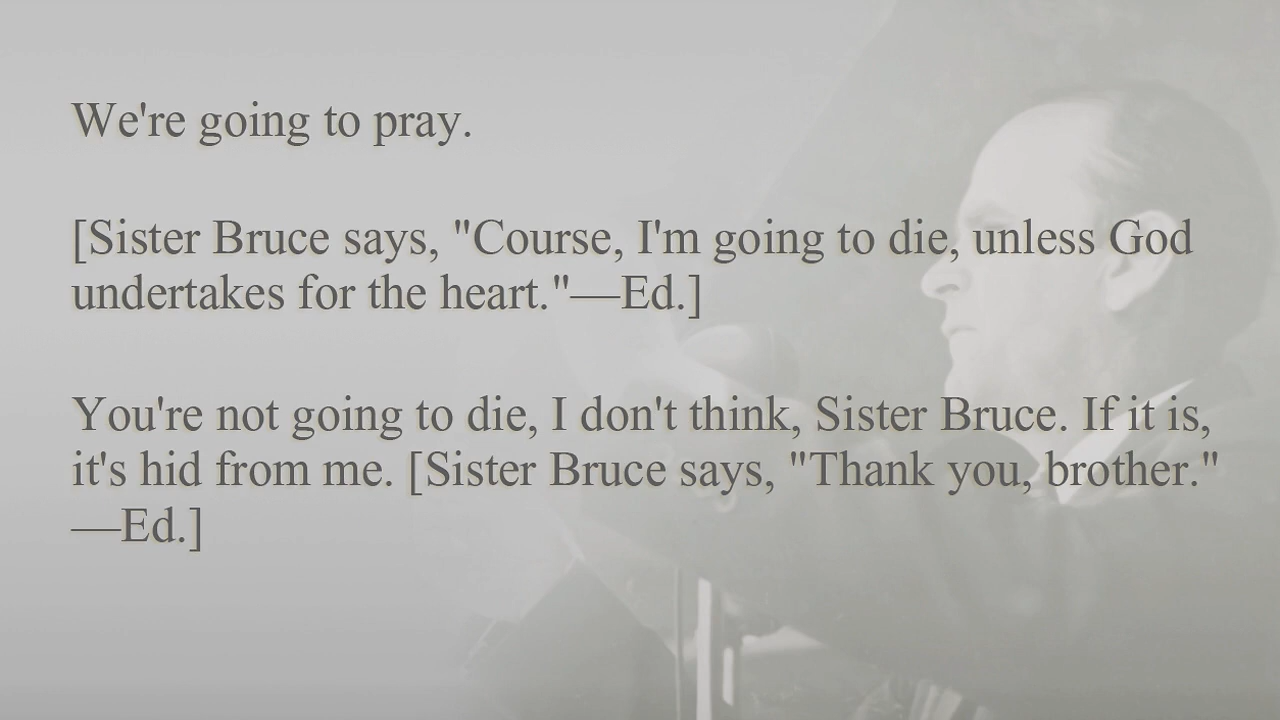 We're going to pray.
[Sister Bruce says, "Course, I'm going to die, unless God
undertakes for the heart."—Ed.]
You're not going to die, I don't think, Sister Bruce. If it is,
it's hid from me. [Sister Bruce says, "Thank you, brother."
—Ed.]